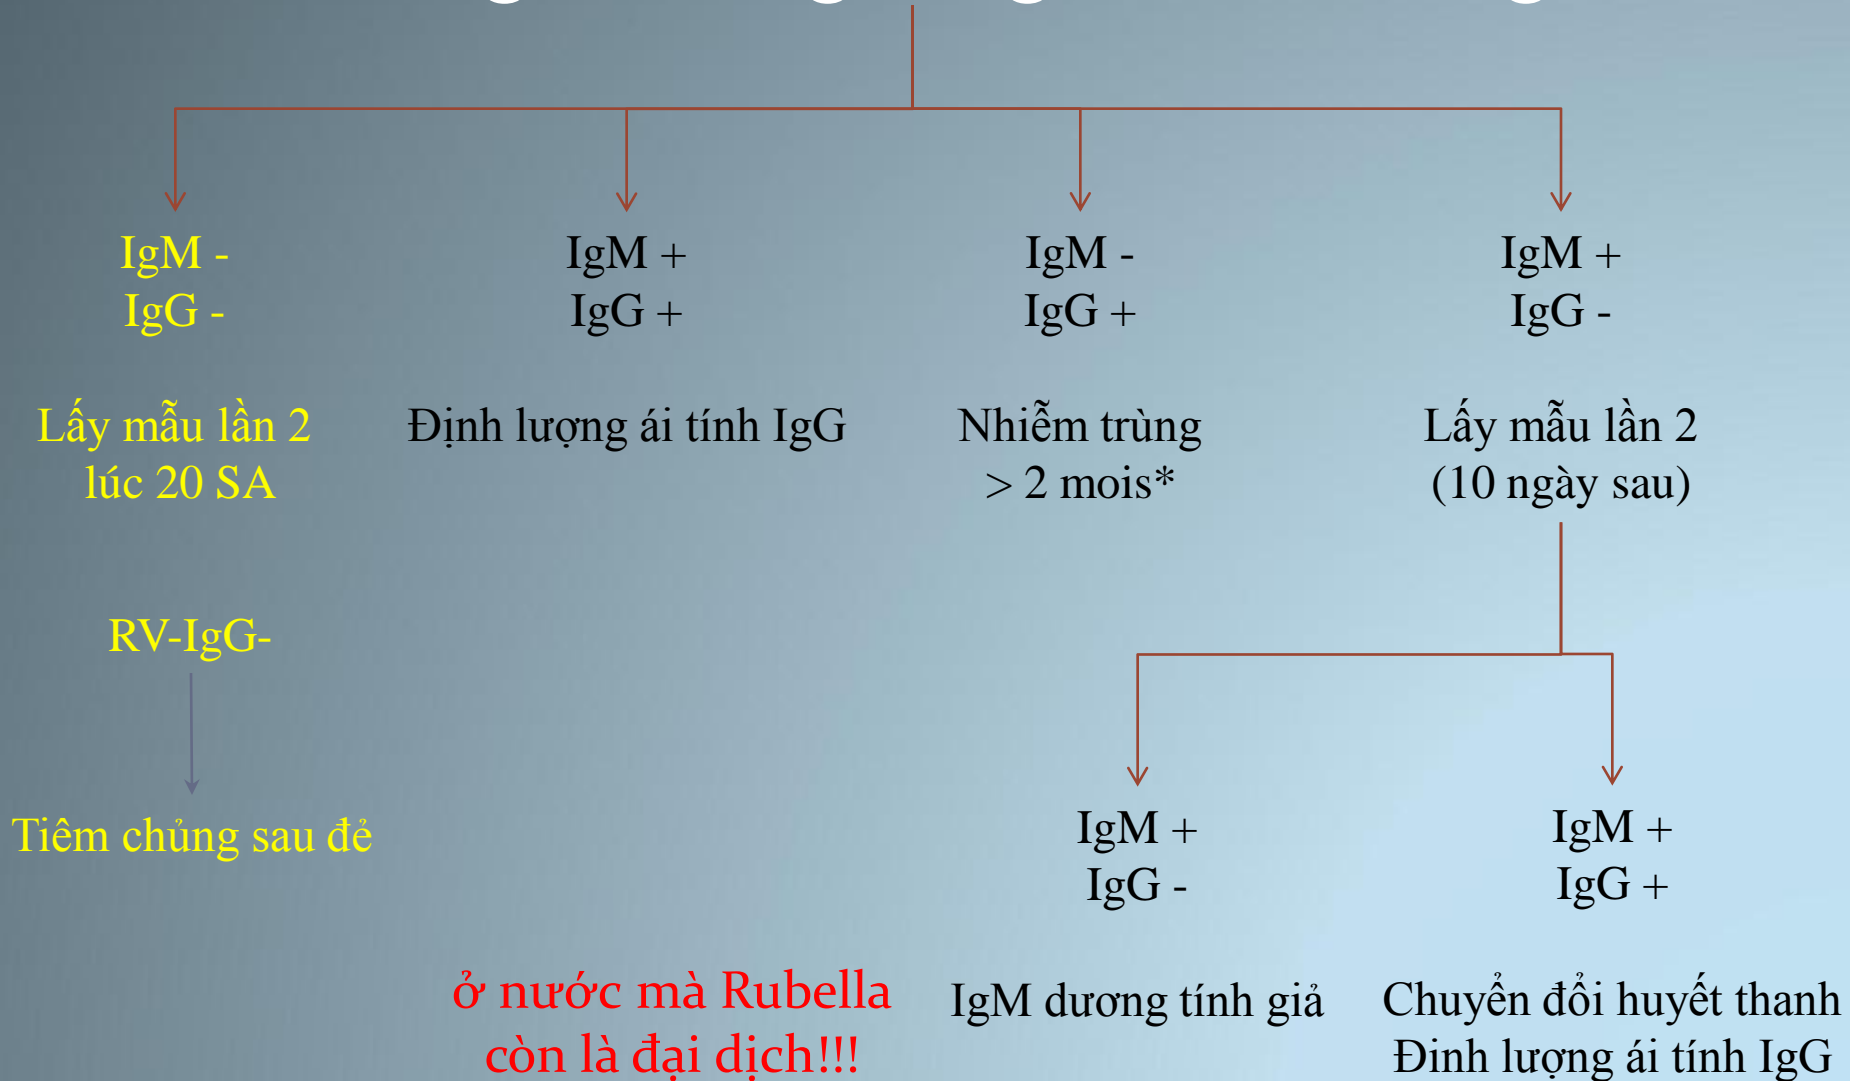 IgM -
IgG -
IgM +
IgG +
IgM -
IgG +
IgM +
IgG -
Lấy mẫu lần 2
lúc 20 SA
Định lượng ái tính IgG
Nhiễm trùng
> 2 mois*
Lấy mẫu lần 2
(10 ngày sau)
RV-IgG-
Tiêm chủng sau đẻ
IgM +
IgG -
IgM +
IgG +
ở nước mà Rubella
còn là đại dịch!!!
IgM dương tính giả
Chuyển đổi huyết thanh
Đinh lượng ái tính IgG